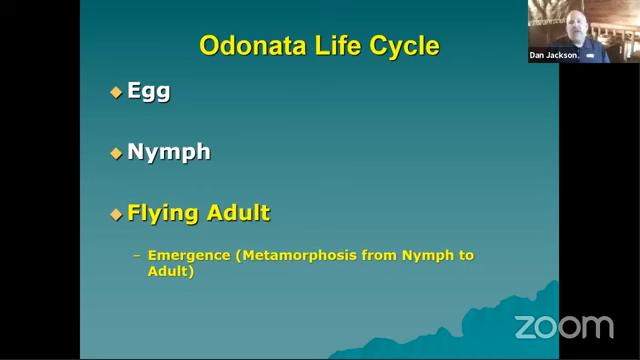 Odonata Life Cycle
Dan Jackson
Egg
Nymph
Flying Adult
– Emergence (Metamorphosis from Nymph to
Adult)
zoom